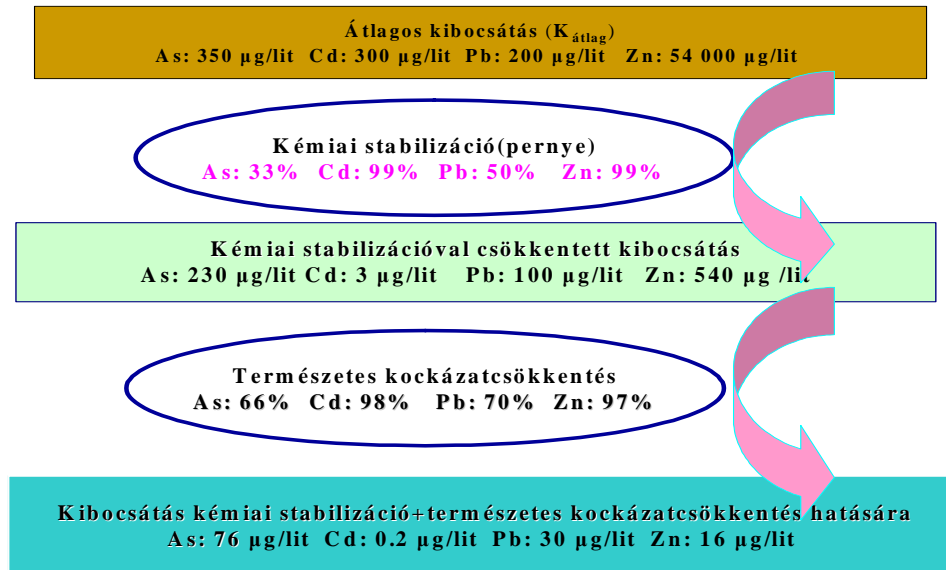 Átlagos kibocsátás (Kátlag)
As: 350 µg/lit Cd: 300 µg/lit Pb: 200 µg/lit Zn: 54 000 µg/lit
Kémiai stabilizáció(pernye)
As: 33% Cd: 99% Pb: 50% Zn: 99%
Kémiai stabilizációval csökkentett kibocsátás
As: 230 µg/lit Cd: 3 µg/lit Pb: 100 µg/lit Zn: 540 µg /lit
Természetes kockázatcsökkentés
As: 66% Cd: 98% Pb: 70% Zn: 97%
Kibocsátás kémiai stabilizáció+természetes kockázatcsökkentés hatására
As: 76 µg/lit Cd: 0.2 µg/lit Pb: 30 µg/lit Zn: 16 µg/lit